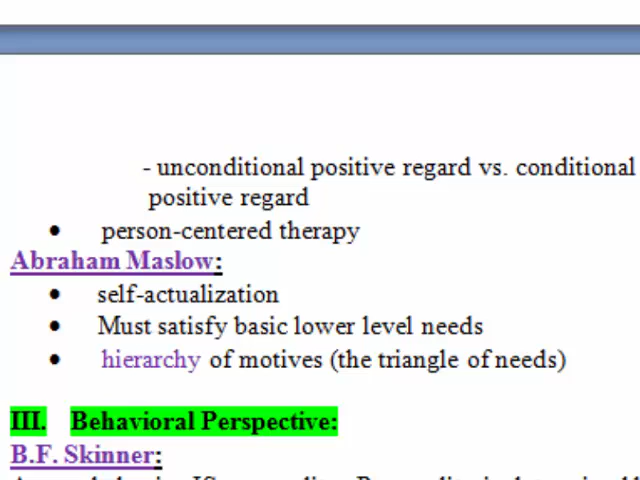 - unconditional positive regard vs. conditional
positive regard
• person-centered therapy
Abraham Maslow:
• self-actualization
• Must satisfy basic lower level needs
• hierarchy of motives (the triangle of needs)
III. Behavioral Perspective:
B.F. Skinner: